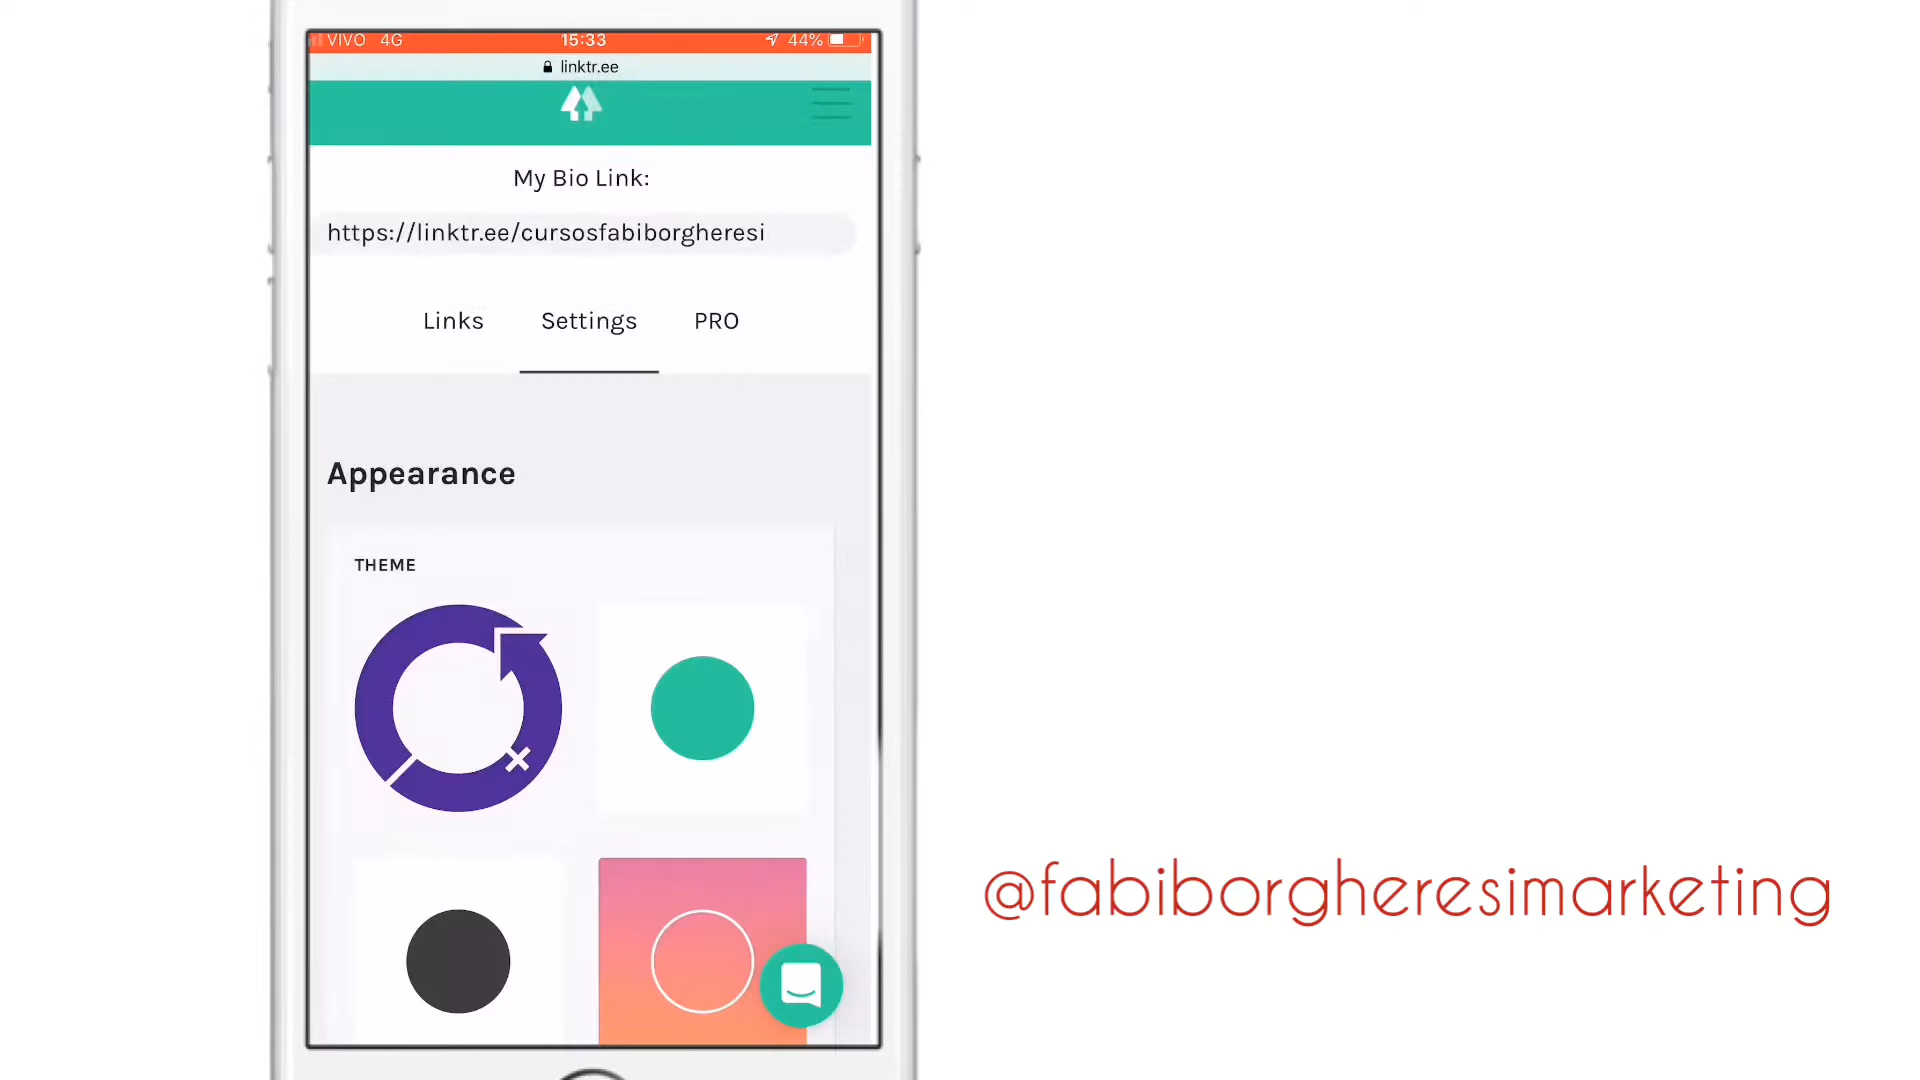 VIVO 4G 15:33 44%
linktr.ee
My Bio Link:
https://linktr.ee/cursosfabiborgheresi
Links Settings PRO
Appearance
THEME
@fabiborgheresimarketing